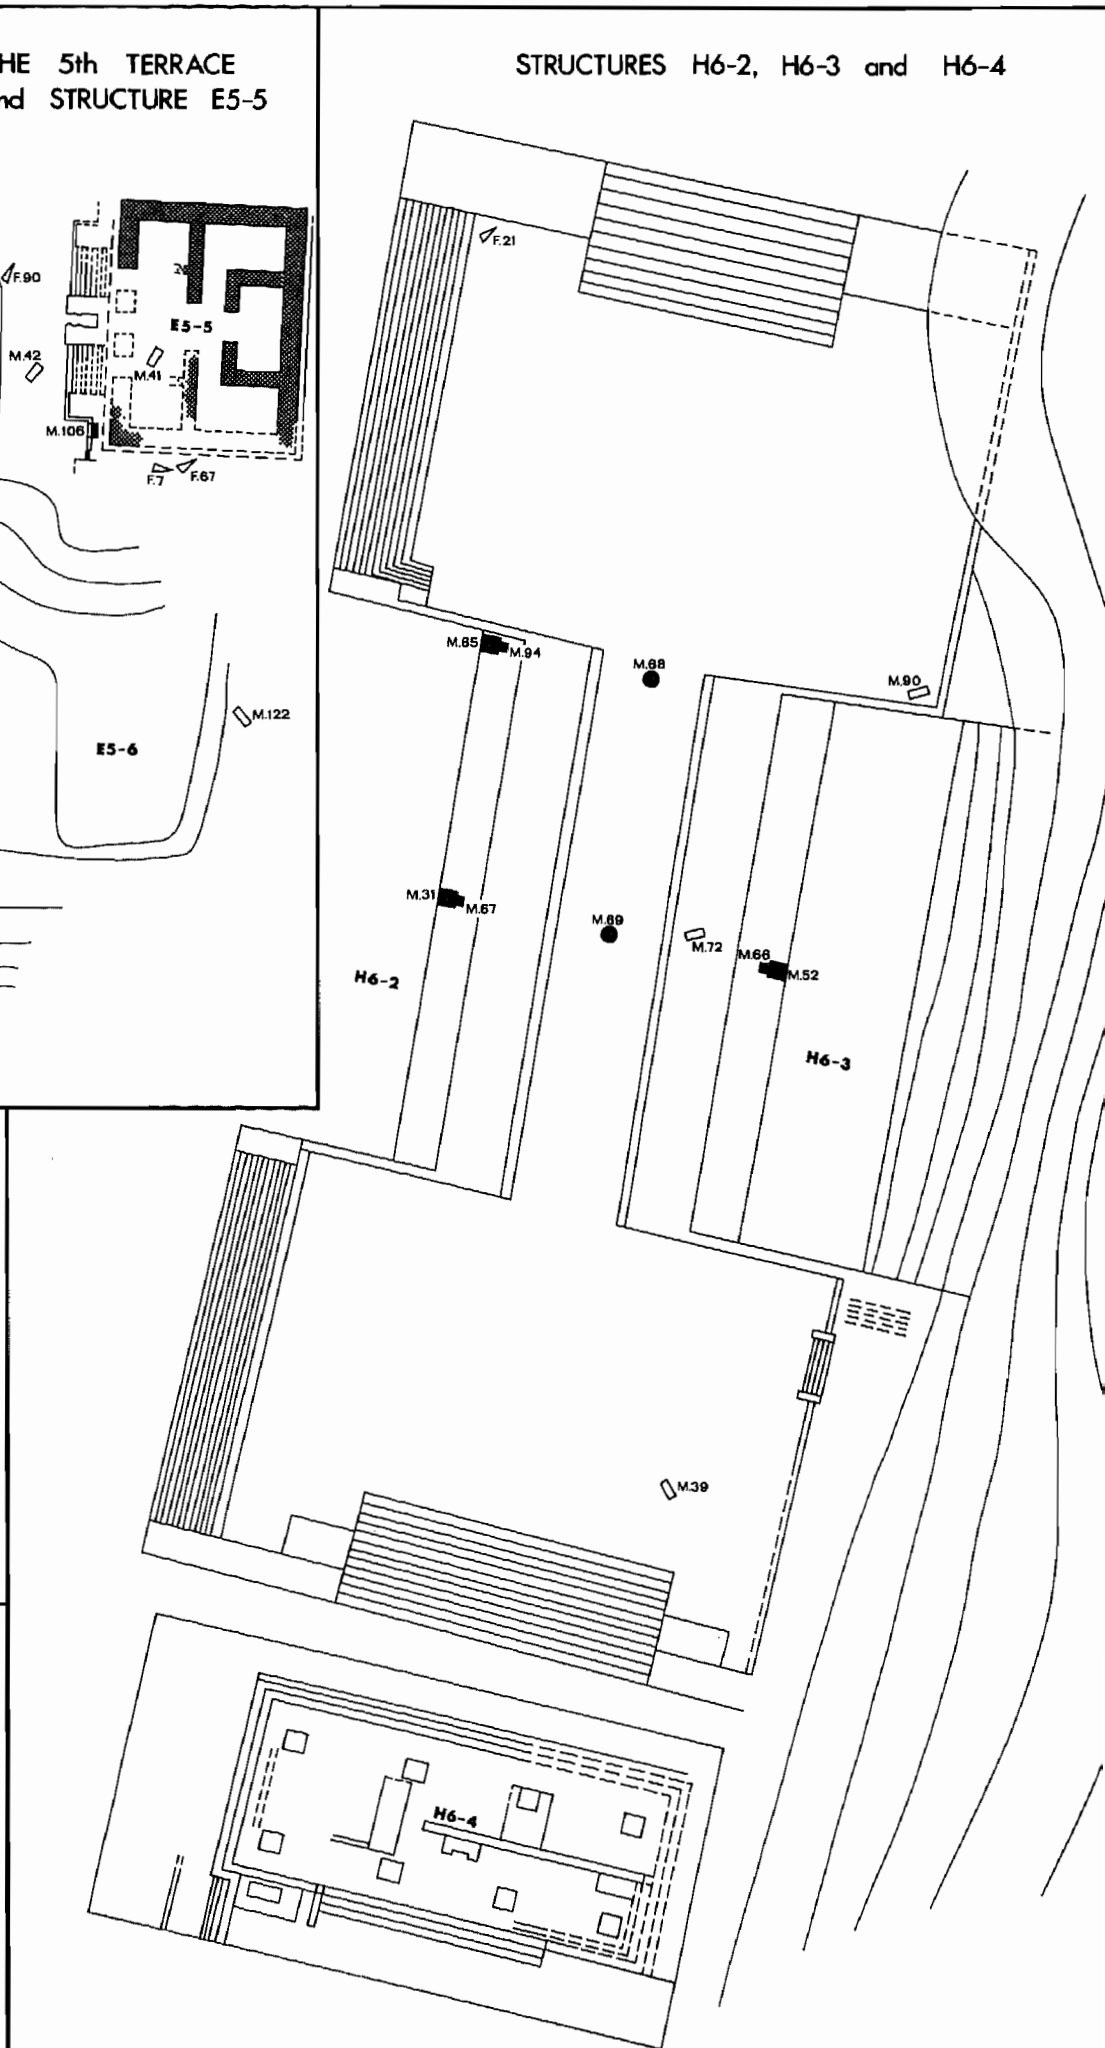 HE 5th TERRACE
nd STRUCTURE E5-5
F.90
M.42
E5-5
M.41
M.106
F.7
F.67
M.122
E5-6
STRUCTURES H6-2, H6-3 and H6-4
F.21
M.65
M.94
M.68
M.90
M.31
M.67
M.69
M.72
M.66
M.52
H6-2
H6-3
M.39
H6-4